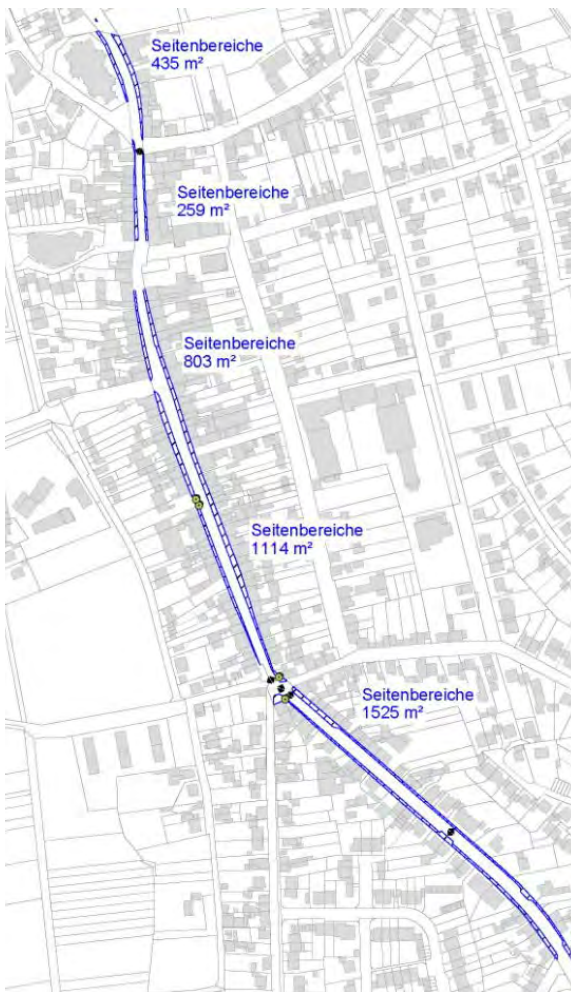 Seitenbereiche
435 m²
Seitenbereiche
259 m²
Seitenbereiche
803 m²
Seitenbereiche
1114 m²
Seitenbereiche
1525 m²